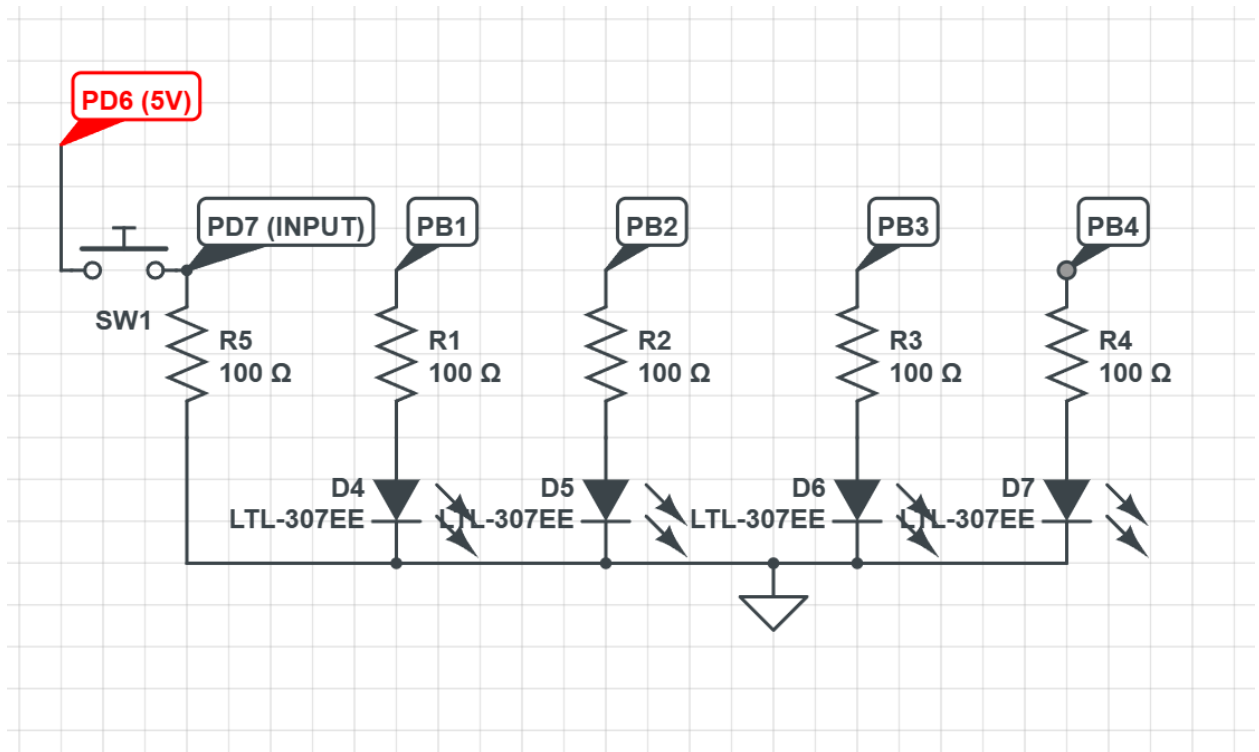 PD6 (5V)
PD7 (INPUT)
PB1
PB2
PB3
PB4
SW1
R5
100 Ω
R1
100 Ω
R2
100 Ω
R3
100 Ω
R4
100 Ω
D4
LTL-307EE
D5
LTL-307EE
D6
LTL-307EE
D7
LTL-307EE